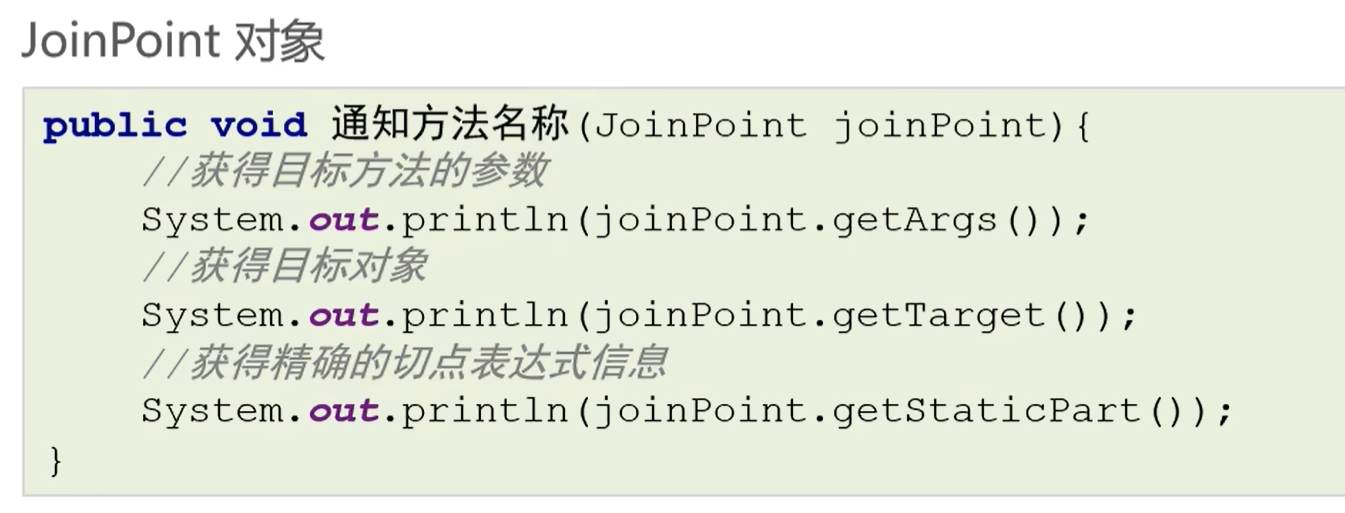 JoinPoint 对象
public void 通知方法名称(JoinPoint joinPoint){
//获得目标方法的参数
System.out.println(joinPoint.getArgs());
//获得目标对象
System.out.println(joinPoint.getTarget());
//获得精确的切点表达式信息
System.out.println(joinPoint.getStaticPart());
}